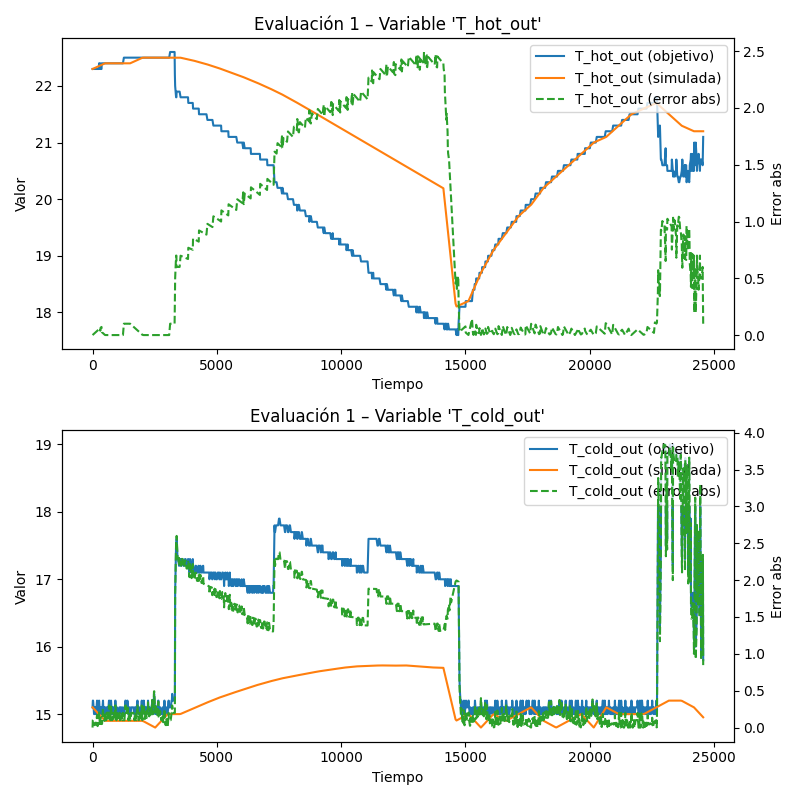 Evaluación 1 – Variable 'T_hot_out'
T_hot_out (objetivo)
T_hot_out (simulada)
T_hot_out (error abs)
Valor
22
21
20
19
18
2.5
2.0
1.5
1.0
0.5
0.0
Error abs
0 5000 10000 15000 20000 25000
Tiempo
Evaluación 1 – Variable 'T_cold_out'
T_cold_out (objetivo)
T_cold_out (simulada)
T_cold_out (error abs)
Valor
19
18
17
16
15
4.0
3.5
3.0
2.5
2.0
1.5
1.0
0.5
0.0
Error abs
0 5000 10000 15000 20000 25000
Tiempo